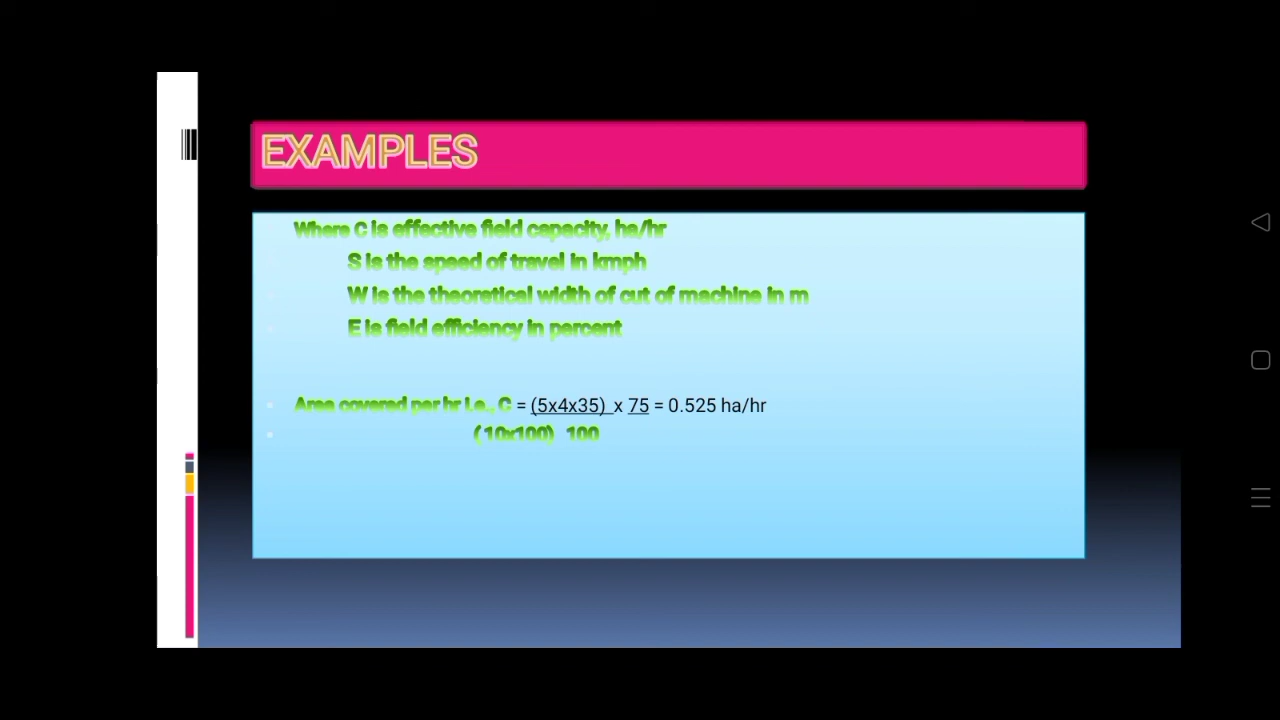 EXAMPLES
Where C is effective field capacity, ha/hr
S is the speed of travel in kmph
W is the theoretical width of cut of machine in m
E is field efficiency in percent
Area covered per hr i.e., C = (5x4x35) x 75 = 0.525 ha/hr
(10x100) 100